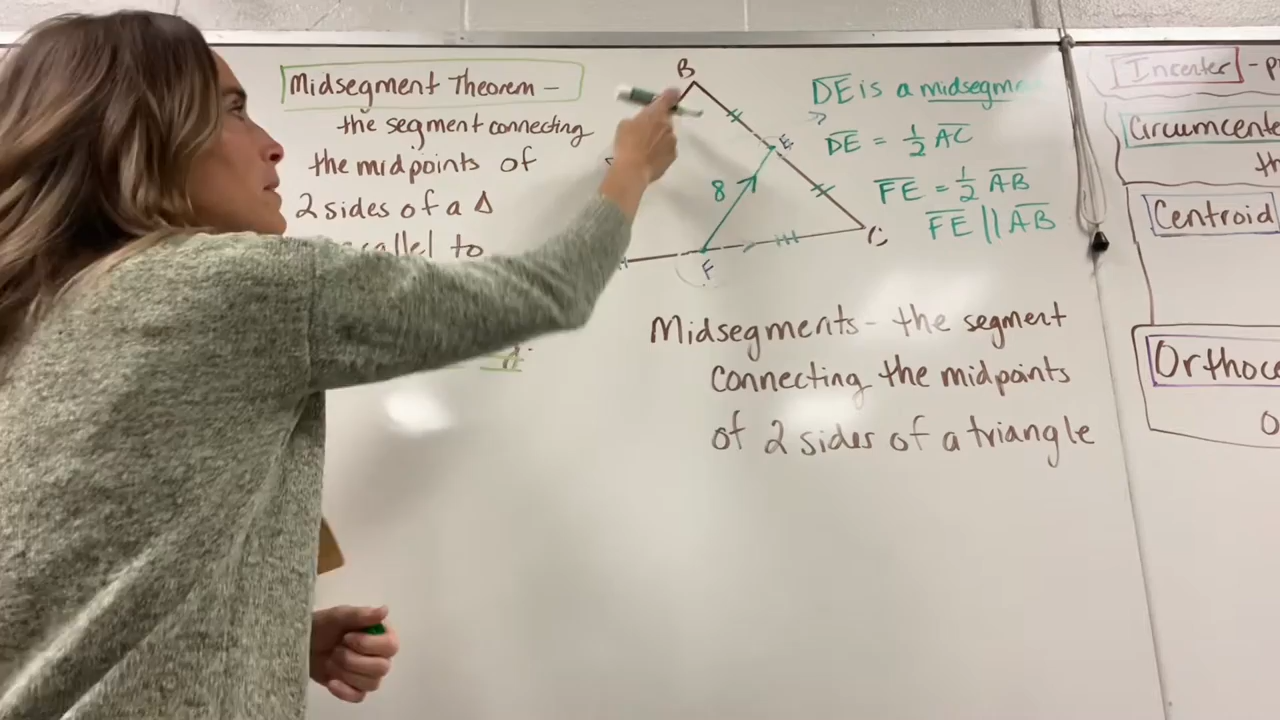 Midsegment Theorem –
the segment connecting
the midpoints of
2 sides of a Δ
to
B
E
8
F
C
DE is a
DE = 1/2 AC
FE = 1/2 AB
FE || AB
Midsegments – the segment
connecting the midpoints
of 2 sides of a triangle
Incenter -
Centroid